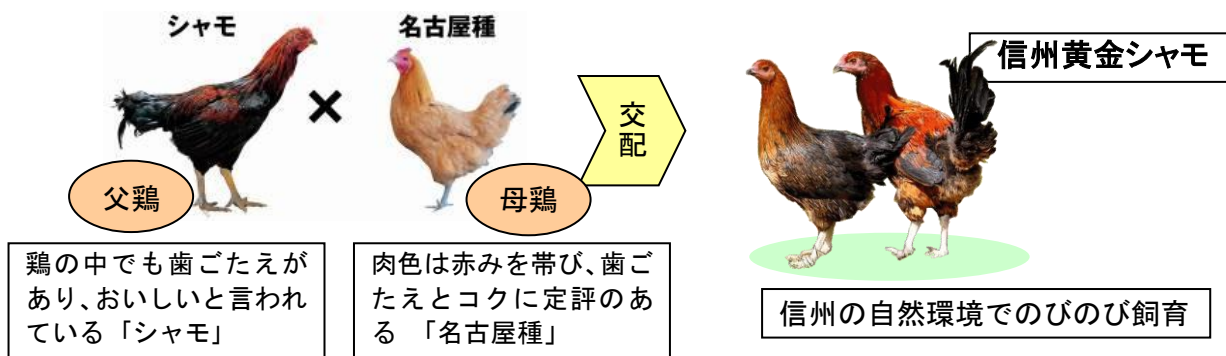 シャモ
×
名古屋種
交配
信州黄金シャモ
父鶏
母鶏
鶏の中でも歯ごたえが
あり、おいしいと言われ
ている「シャモ」
肉色は赤みを帯び、歯ご
たえとコクに定評のあ
る 「名古屋種」
信州の自然環境でのびのび飼育